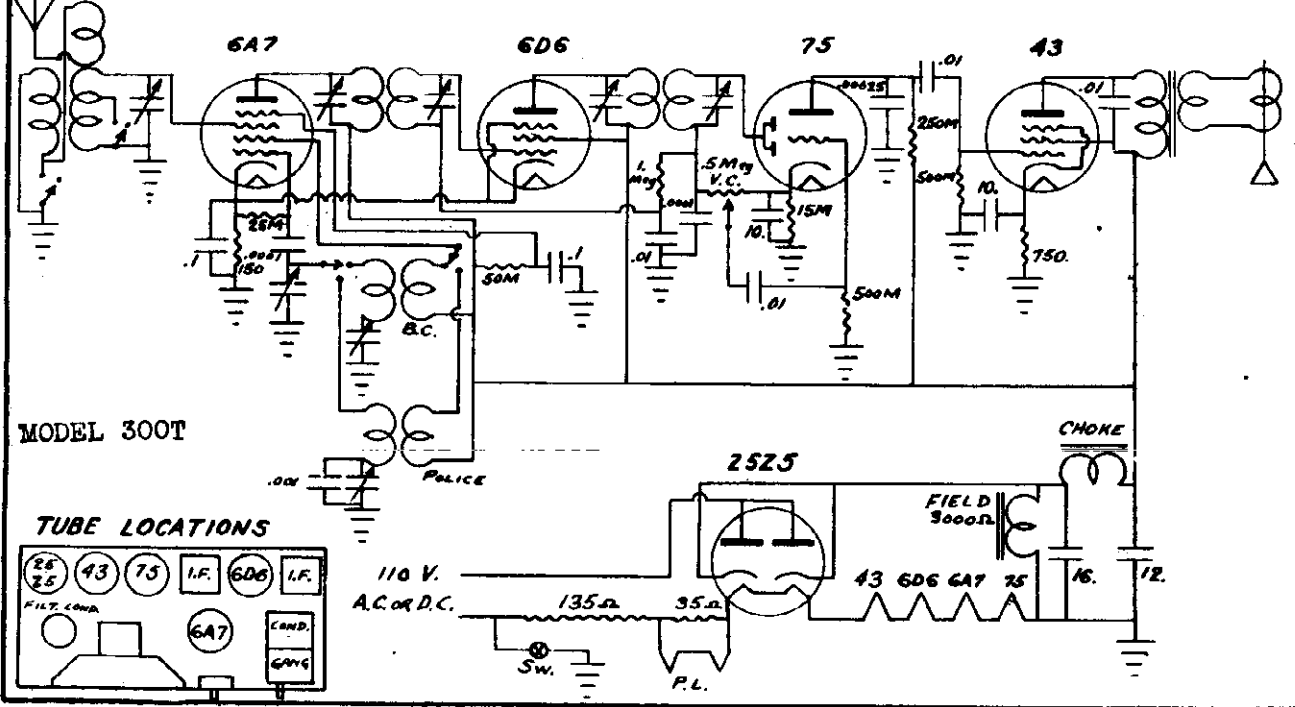 6A7
6D6
75
43
.01
.00025
.01
250M
1. Meg
.5 Meg
V.C.
500M
10.
.0001
15M
25M
10.
.1
.0001
150
.01
750.
.1
50M
.01
500M
B.C.
MODEL 300T
CHOKE
POLICE
25Z5
.001
FIELD
3000Ω
TUBE LOCATIONS
25
Z5
43
75
I.F.
6D6
I.F.
110 V.
43 6D6 6A7 75
16.
12.
A.C. OR D.C.
135Ω
35Ω
FILT. COND.
6A7
COND.
GANG
SW.
P.L.